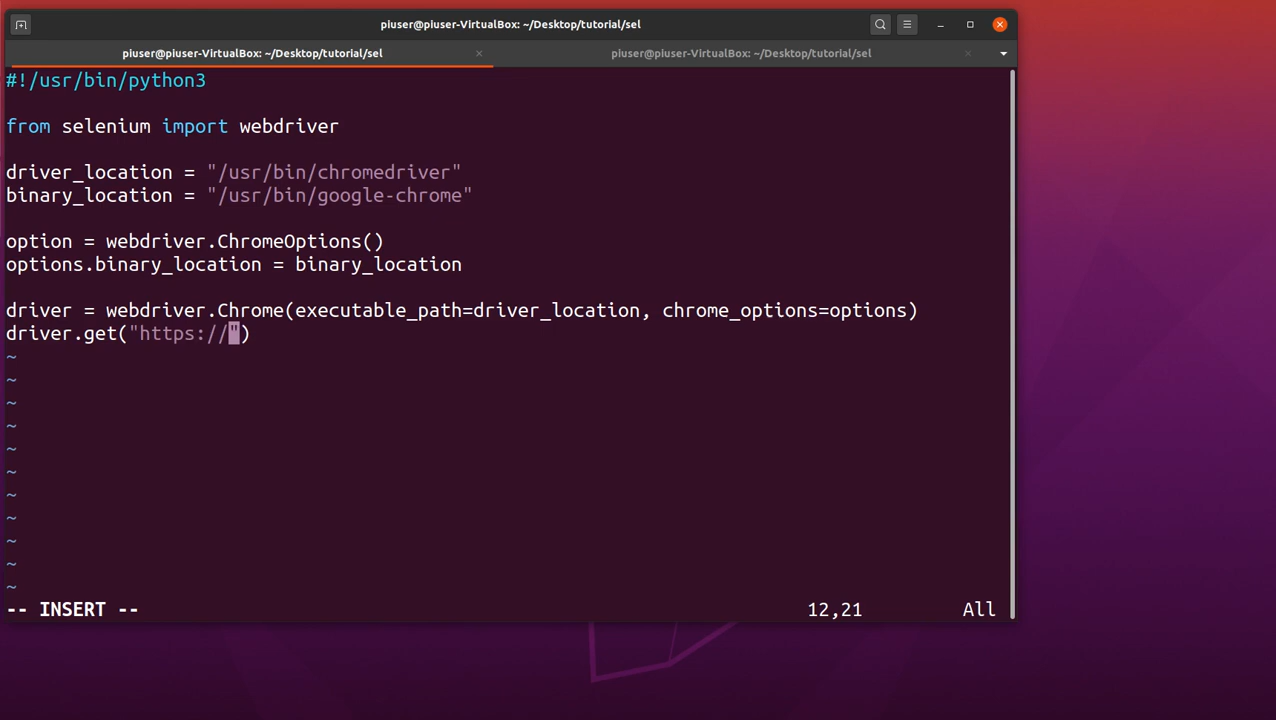 piuser@piuser-VirtualBox: ~/Desktop/tutorial/sel
piuser@piuser-VirtualBox: ~/Desktop/tutorial/sel
piuser@piuser-VirtualBox: ~/Desktop/tutorial/sel
#!/usr/bin/python3
from selenium import webdriver
driver_location = "/usr/bin/chromedriver"
binary_location = "/usr/bin/google-chrome"
option = webdriver.ChromeOptions()
options.binary_location = binary_location
driver = webdriver.Chrome(executable_path=driver_location, chrome_options=options)
driver.get("https://")
~
~
~
~
~
~
~
~
~
~
~
-- INSERT -- 12,21 All